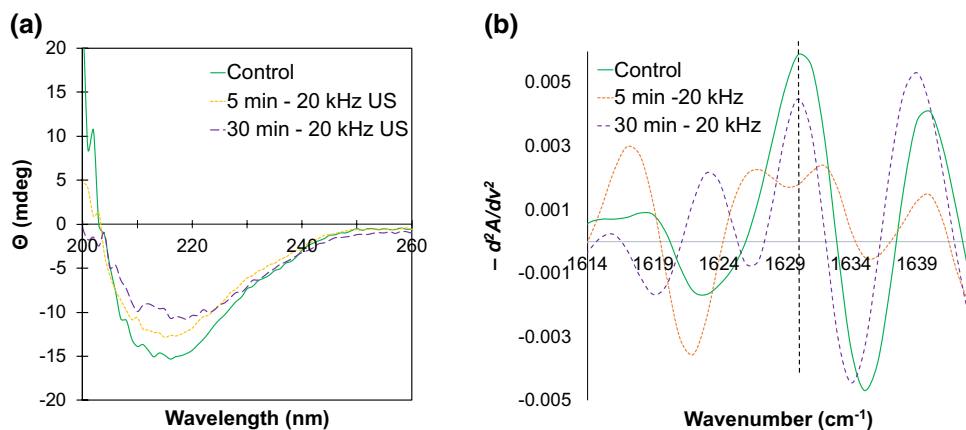 (a)
20
15
10
5
0
-5
-10
-15
-20
Θ (mdeg)
Control
5 min - 20 kHz US
30 min - 20 kHz US
200
220
240
260
Wavelength (nm)
(b)
0.005
0.003
0.001
-0.001
-0.003
-0.005
– d²A/dv²
Control
5 min -20 kHz
30 min - 20 kHz
1614
1619
1624
1629
1634
1639
Wavenumber (cm⁻¹)